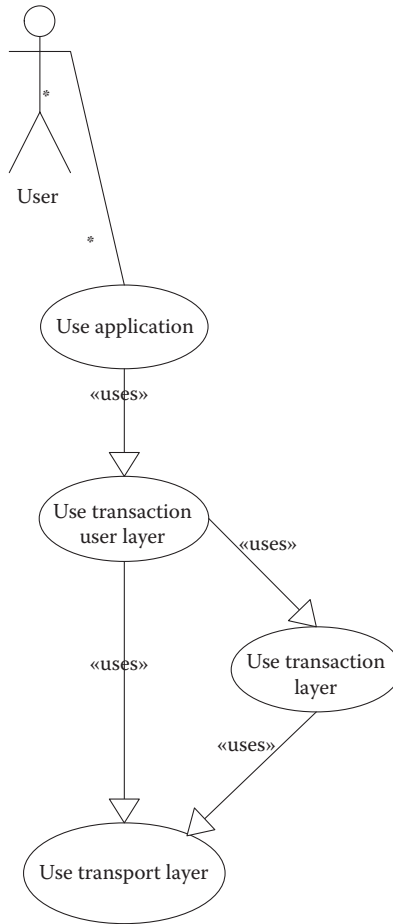 *
User
*
Use application
«uses»
Use transaction
user layer
«uses»
«uses»
Use transaction
layer
«uses»
Use transport layer